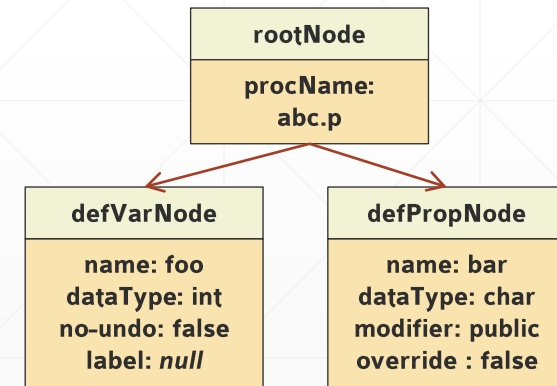 rootNode
procName:
abc.p
defVarNode
name: foo
dataType: int
no-undo: false
label: null
defPropNode
name: bar
dataType: char
modifier: public
override : false